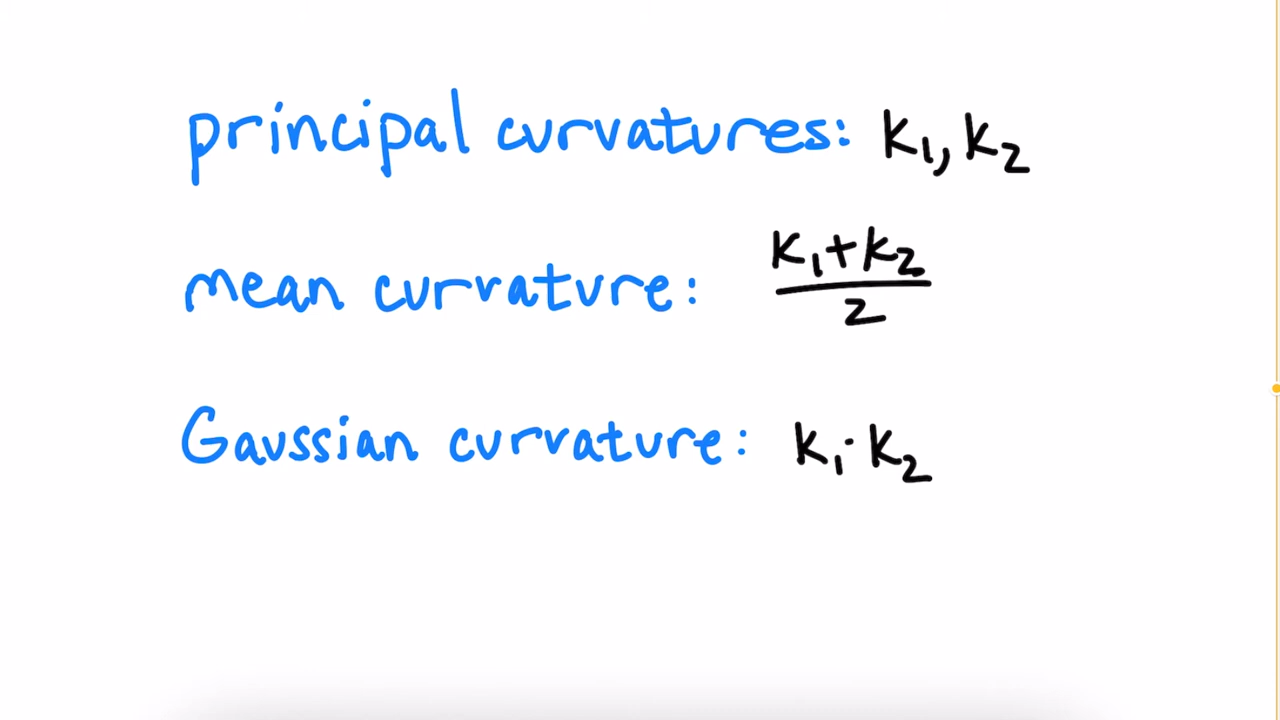 principal curvatures: k₁, k₂
mean curvature: (k₁+k₂)/2
Gaussian curvature: k₁·k₂